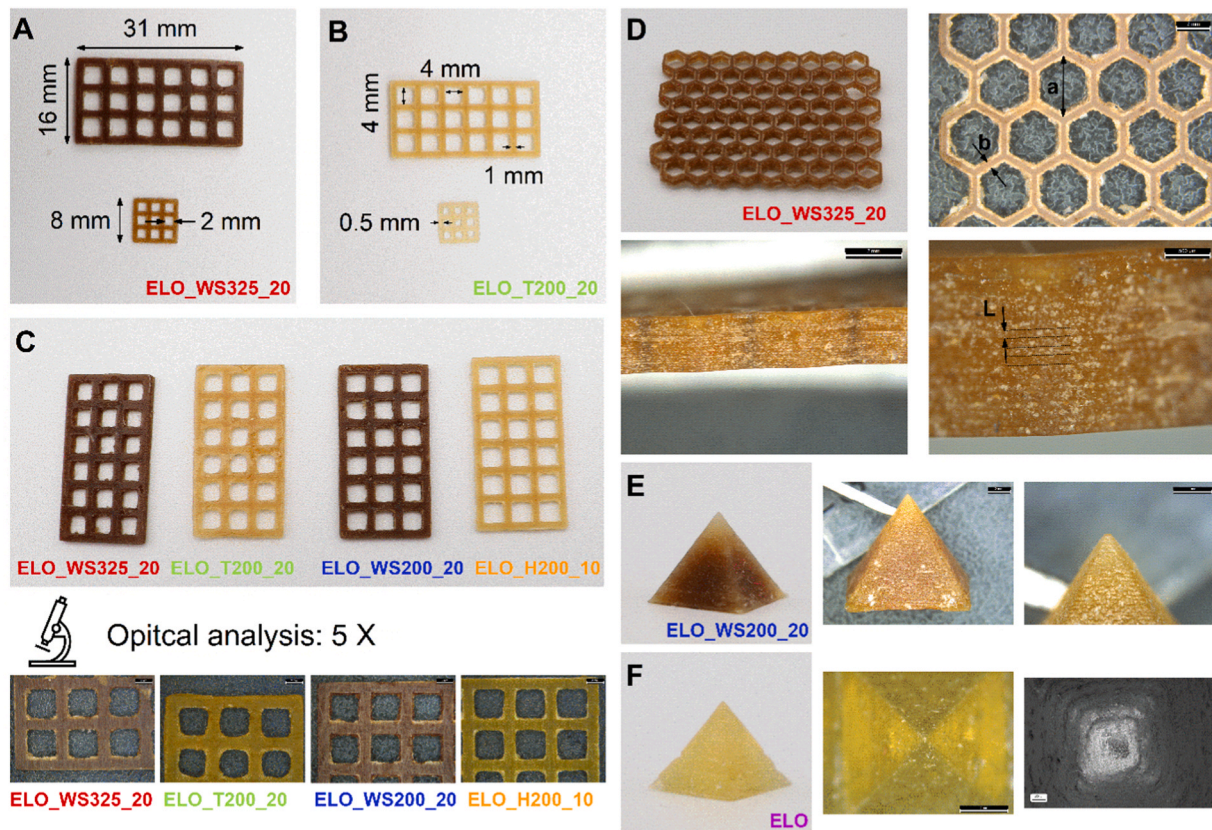 A
31 mm
16 mm
8 mm
2 mm
ELO_WS325_20
B
4 mm
4 mm
1 mm
0.5 mm
ELO_T200_20
C
ELO_WS325_20
ELO_T200_20
ELO_WS200_20
ELO_H200_10
Opitcal analysis: 5 X
ELO_WS325_20
ELO_T200_20
ELO_WS200_20
ELO_H200_10
D
ELO_WS325_20
a
b
L
E
ELO_WS200_20
F
ELO